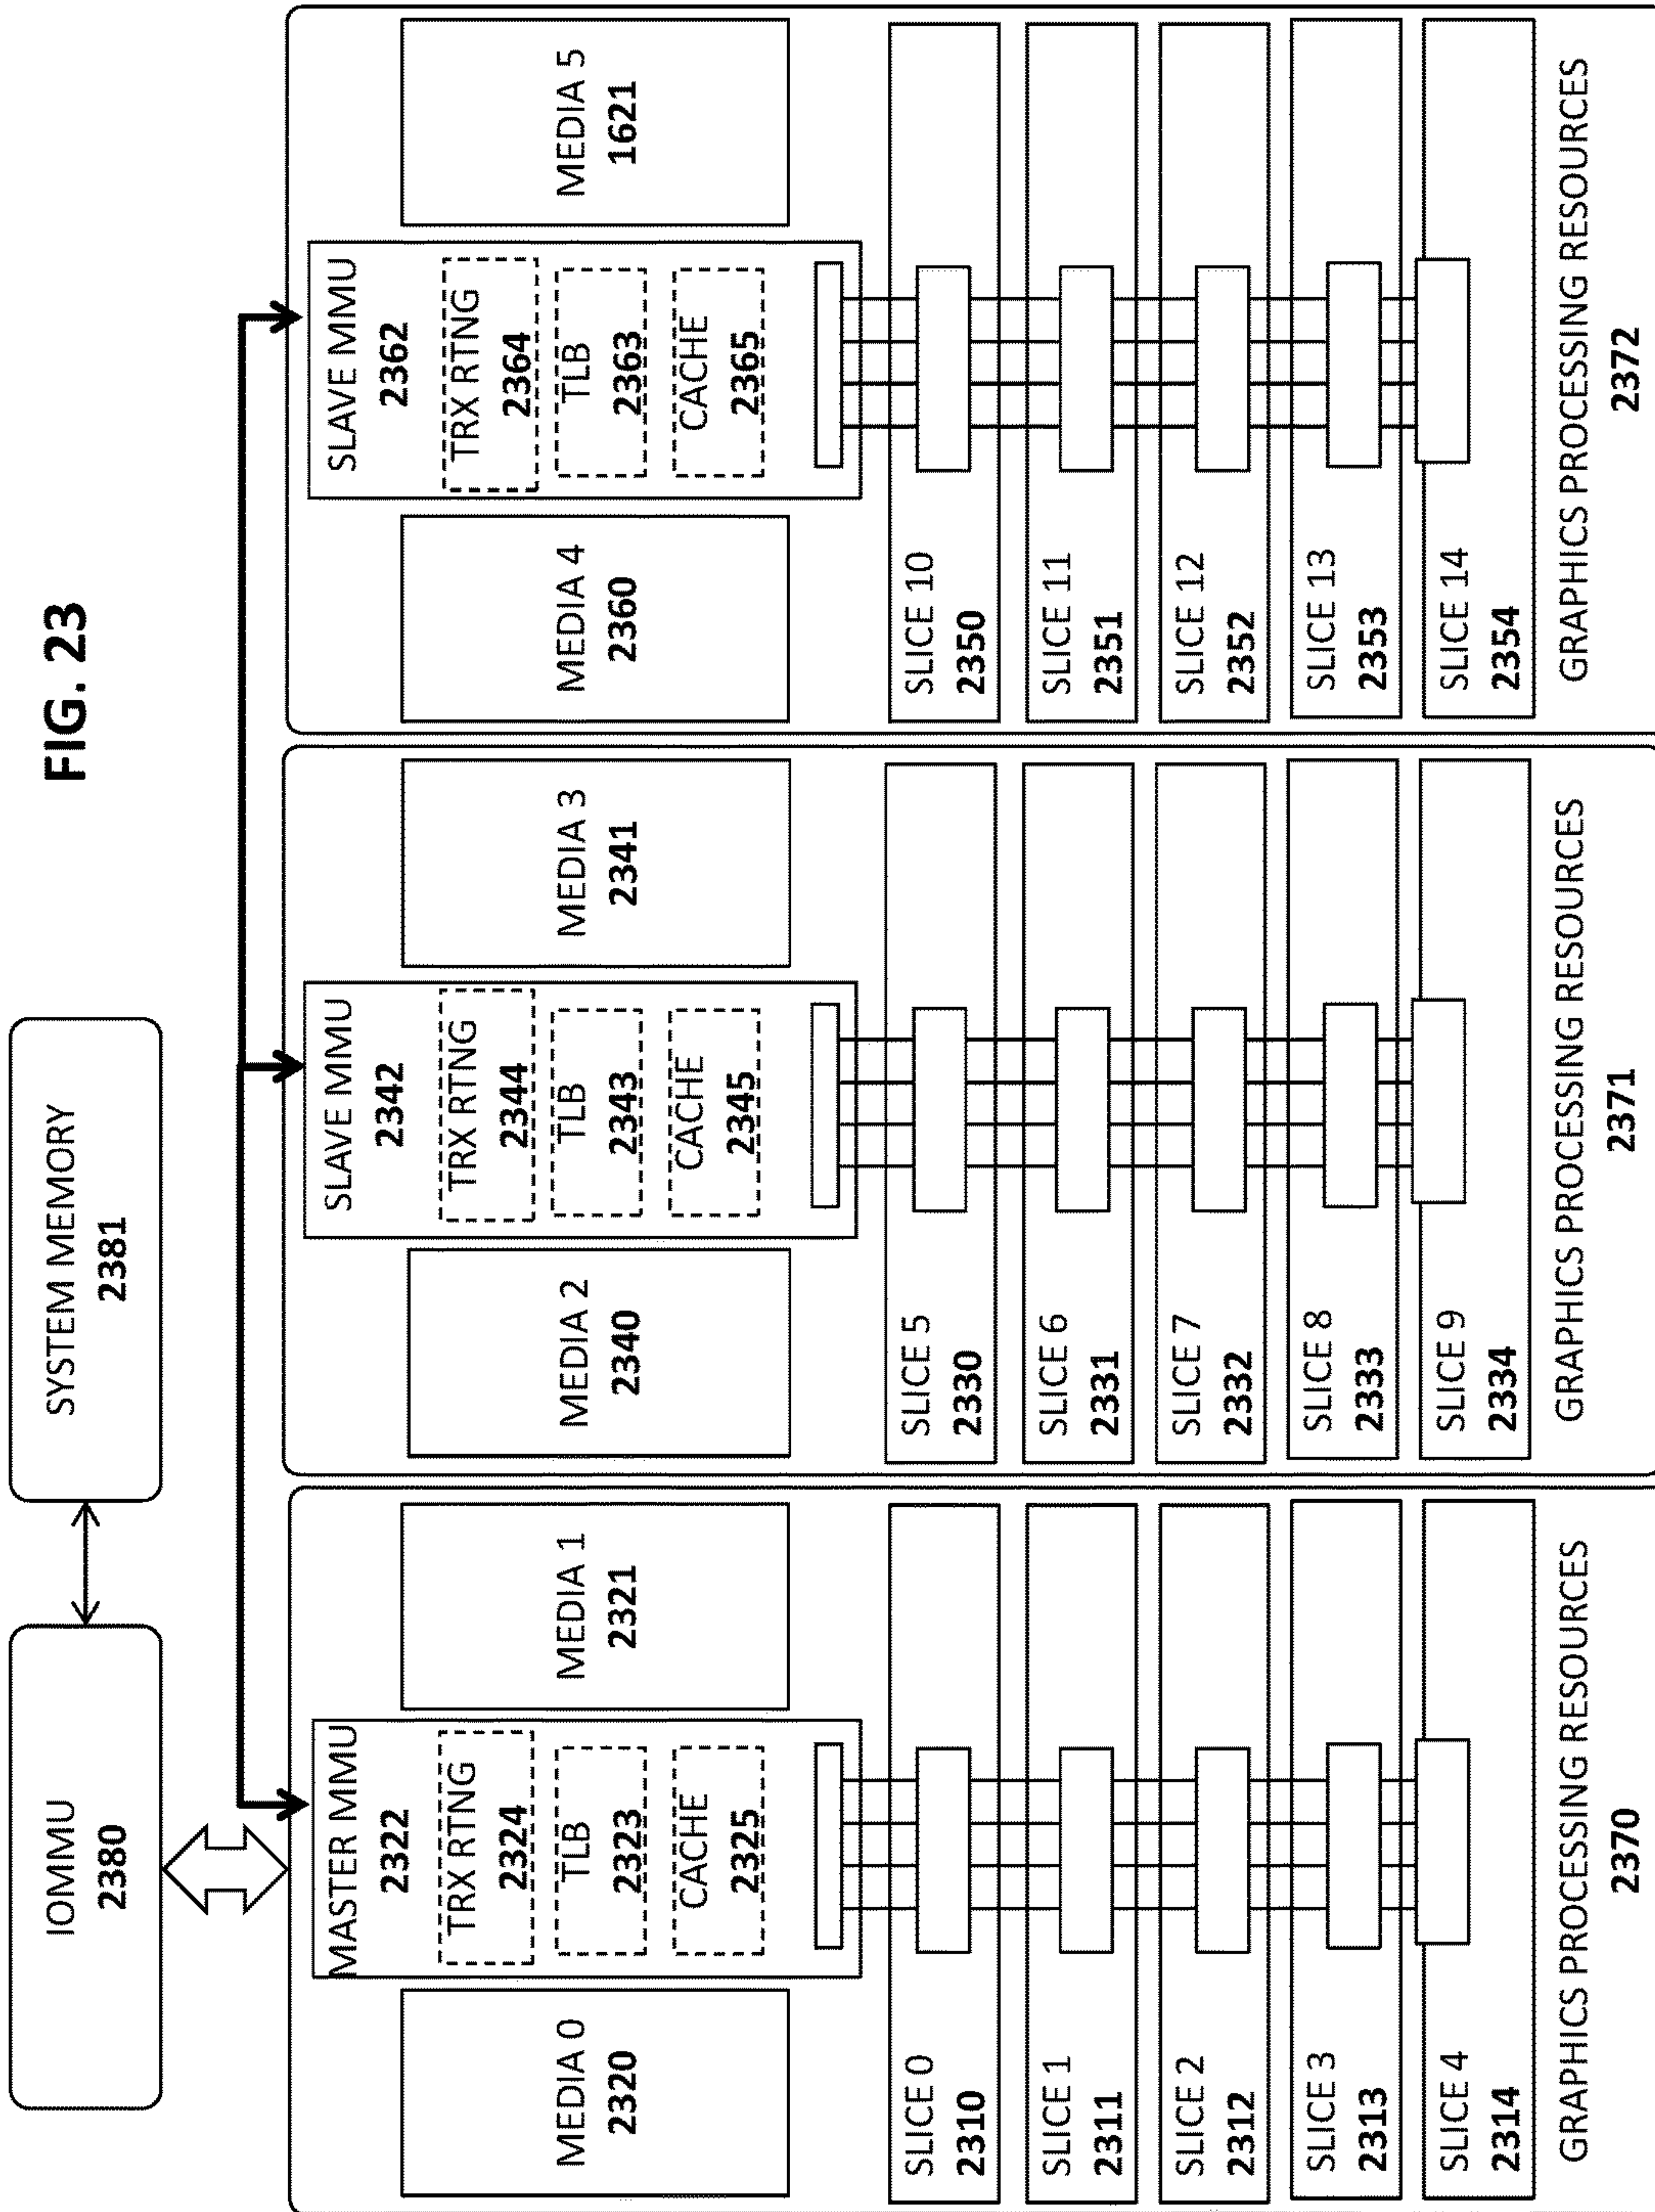 FIG. 23
IOMMU
2380
SYSTEM MEMORY
2381
MEDIA 0
2320
MASTER MMU
2322
TRX RTNG
2324
TLB
2323
CACHE
2325
MEDIA 1
2321
SLICE 0
2310
SLICE 1
2311
SLICE 2
2312
SLICE 3
2313
SLICE 4
2314
GRAPHICS PROCESSING RESOURCES
2370
MEDIA 2
2340
SLAVE MMU
2342
TRX RTNG
2344
TLB
2343
CACHE
2345
MEDIA 3
2341
SLICE 5
2330
SLICE 6
2331
SLICE 7
2332
SLICE 8
2333
SLICE 9
2334
GRAPHICS PROCESSING RESOURCES
2371
MEDIA 4
2360
SLAVE MMU
2362
TRX RTNG
2364
TLB
2363
CACHE
2365
MEDIA 5
1621
SLICE 10
2350
SLICE 11
2351
SLICE 12
2352
SLICE 13
2353
SLICE 14
2354
GRAPHICS PROCESSING RESOURCES
2372